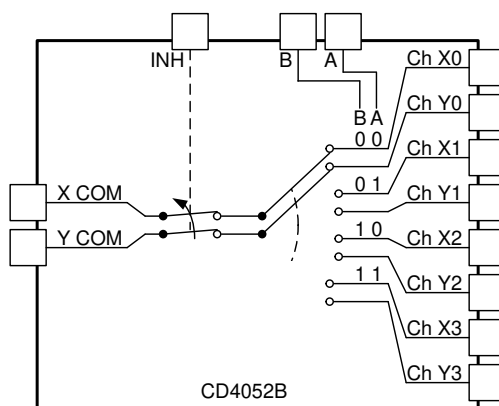 INH
B
A
Ch X0
B A
Ch Y0
0 0
Ch X1
0 1
X COM
Ch Y1
Y COM
1 0
Ch X2
Ch Y2
1 1
Ch X3
Ch Y3
CD4052B